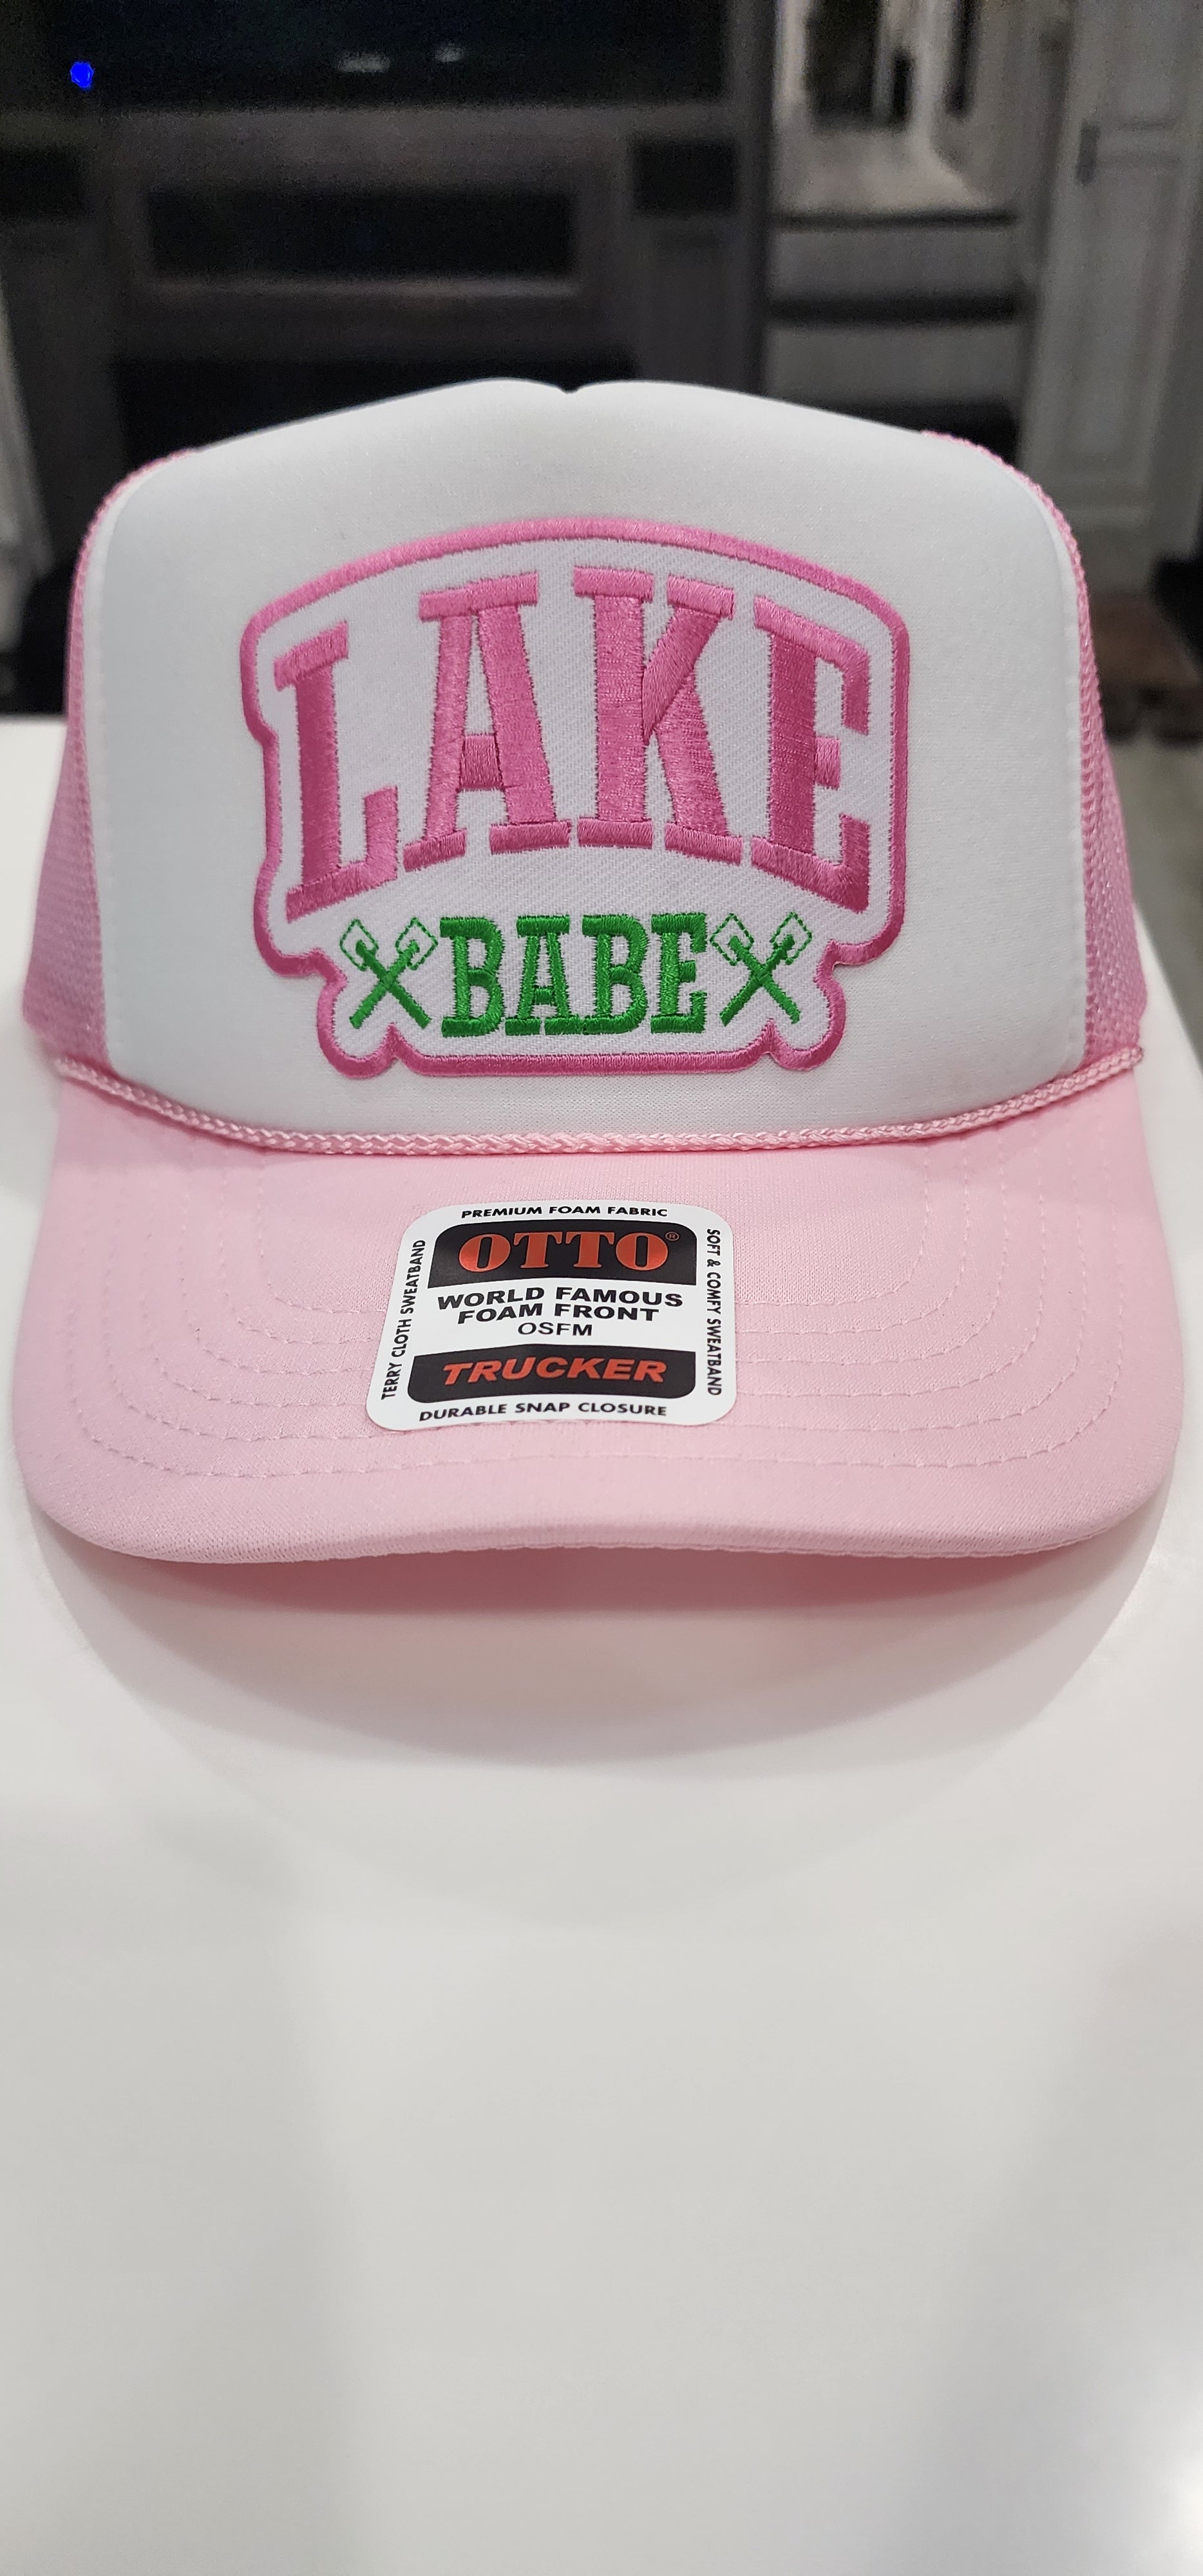 LAKE
BABE
PREMIUM FOAM FABRIC
OTTO®
WORLD FAMOUS
FOAM FRONT
OSFM
TRUCKER
DURABLE SNAP CLOSURE
TERRY CLOTH SWEATBAND
SOFT & COMFY SWEATBAND